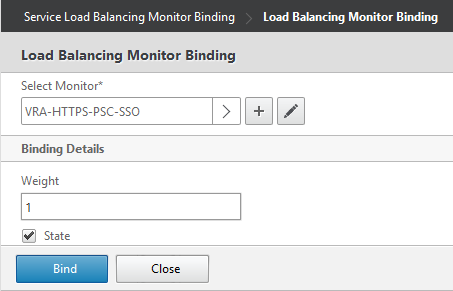 Service Load Balancing Monitor Binding > Load Balancing Monitor Binding
Load Balancing Monitor Binding
Select Monitor*
VRA-HTTPS-PSC-SSO
Binding Details
Weight
1
State
Bind Close